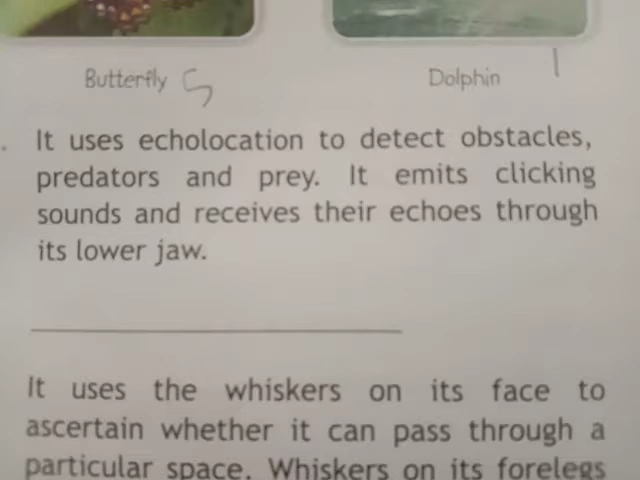 Butterfly 5 Dolphin 1
. It uses echolocation to detect obstacles,
predators and prey. It emits clicking
sounds and receives their echoes through
its lower jaw.
It uses the whiskers on its face to
ascertain whether it can pass through a
particular space. Whiskers on its forelegs